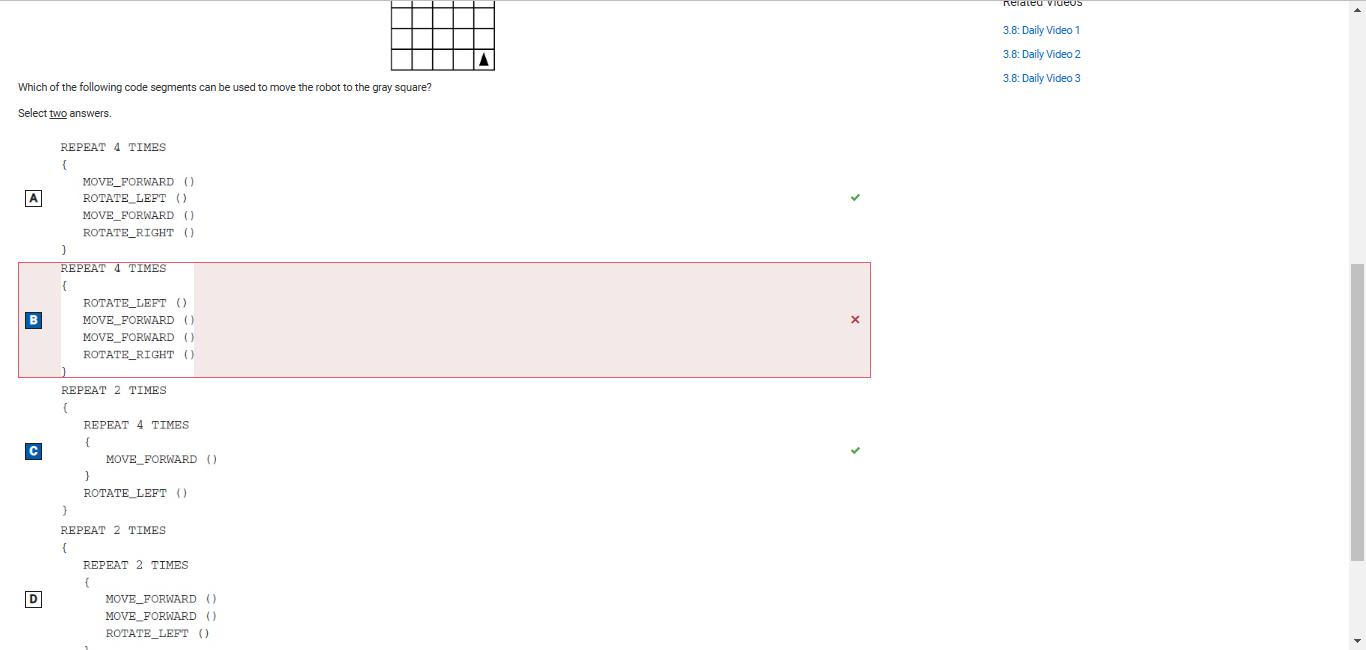 Related Videos
3.8: Daily Video 1
3.8: Daily Video 2
3.8: Daily Video 3
Which of the following code segments can be used to move the robot to the gray square?
Select two answers.
A
REPEAT 4 TIMES
{
MOVE_FORWARD ()
ROTATE_LEFT ()
MOVE_FORWARD ()
ROTATE_RIGHT ()
}
B
REPEAT 4 TIMES
{
ROTATE_LEFT ()
MOVE_FORWARD ()
MOVE_FORWARD ()
ROTATE_RIGHT ()
}
C
REPEAT 2 TIMES
{
REPEAT 4 TIMES
{
MOVE_FORWARD ()
}
ROTATE_LEFT ()
}
D
REPEAT 2 TIMES
{
REPEAT 2 TIMES
{
MOVE_FORWARD ()
MOVE_FORWARD ()
ROTATE_LEFT ()
}